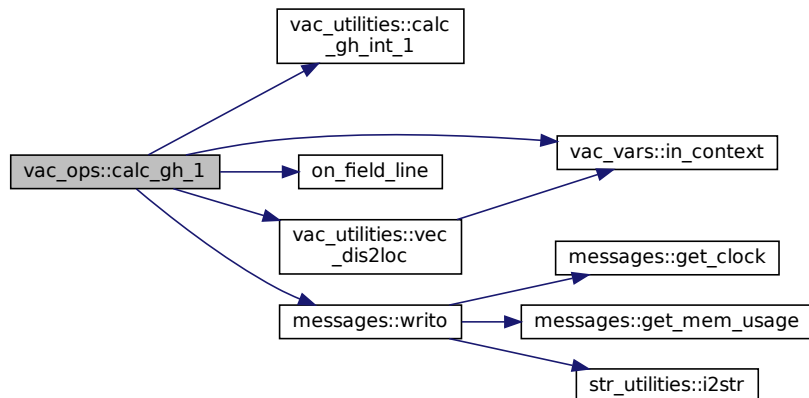 vac_utilities::calc
_gh_int_1
vac_ops::calc_gh_1
on_field_line
vac_vars::in_context
vac_utilities::vec
_dis2loc
messages::writo
messages::get_clock
messages::get_mem_usage
str_utilities::i2str